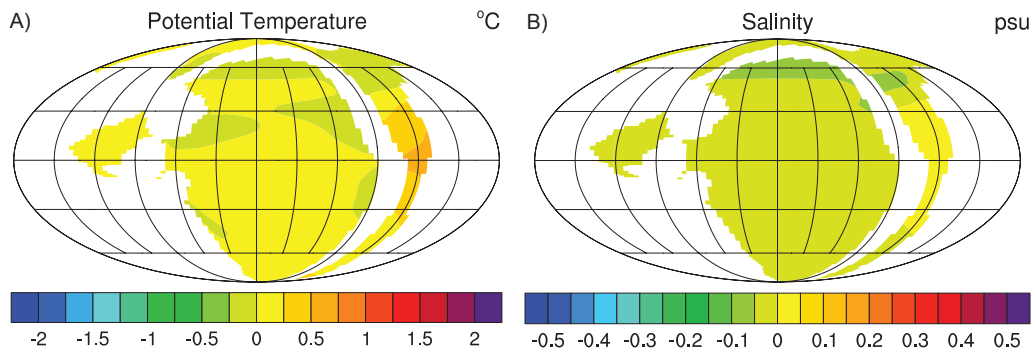 A) Potential Temperature °C
-2 -1.5 -1 -0.5 0 0.5 1 1.5 2
B) Salinity psu
-0.5 -0.4 -0.3 -0.2 -0.1 0 0.1 0.2 0.3 0.4 0.5